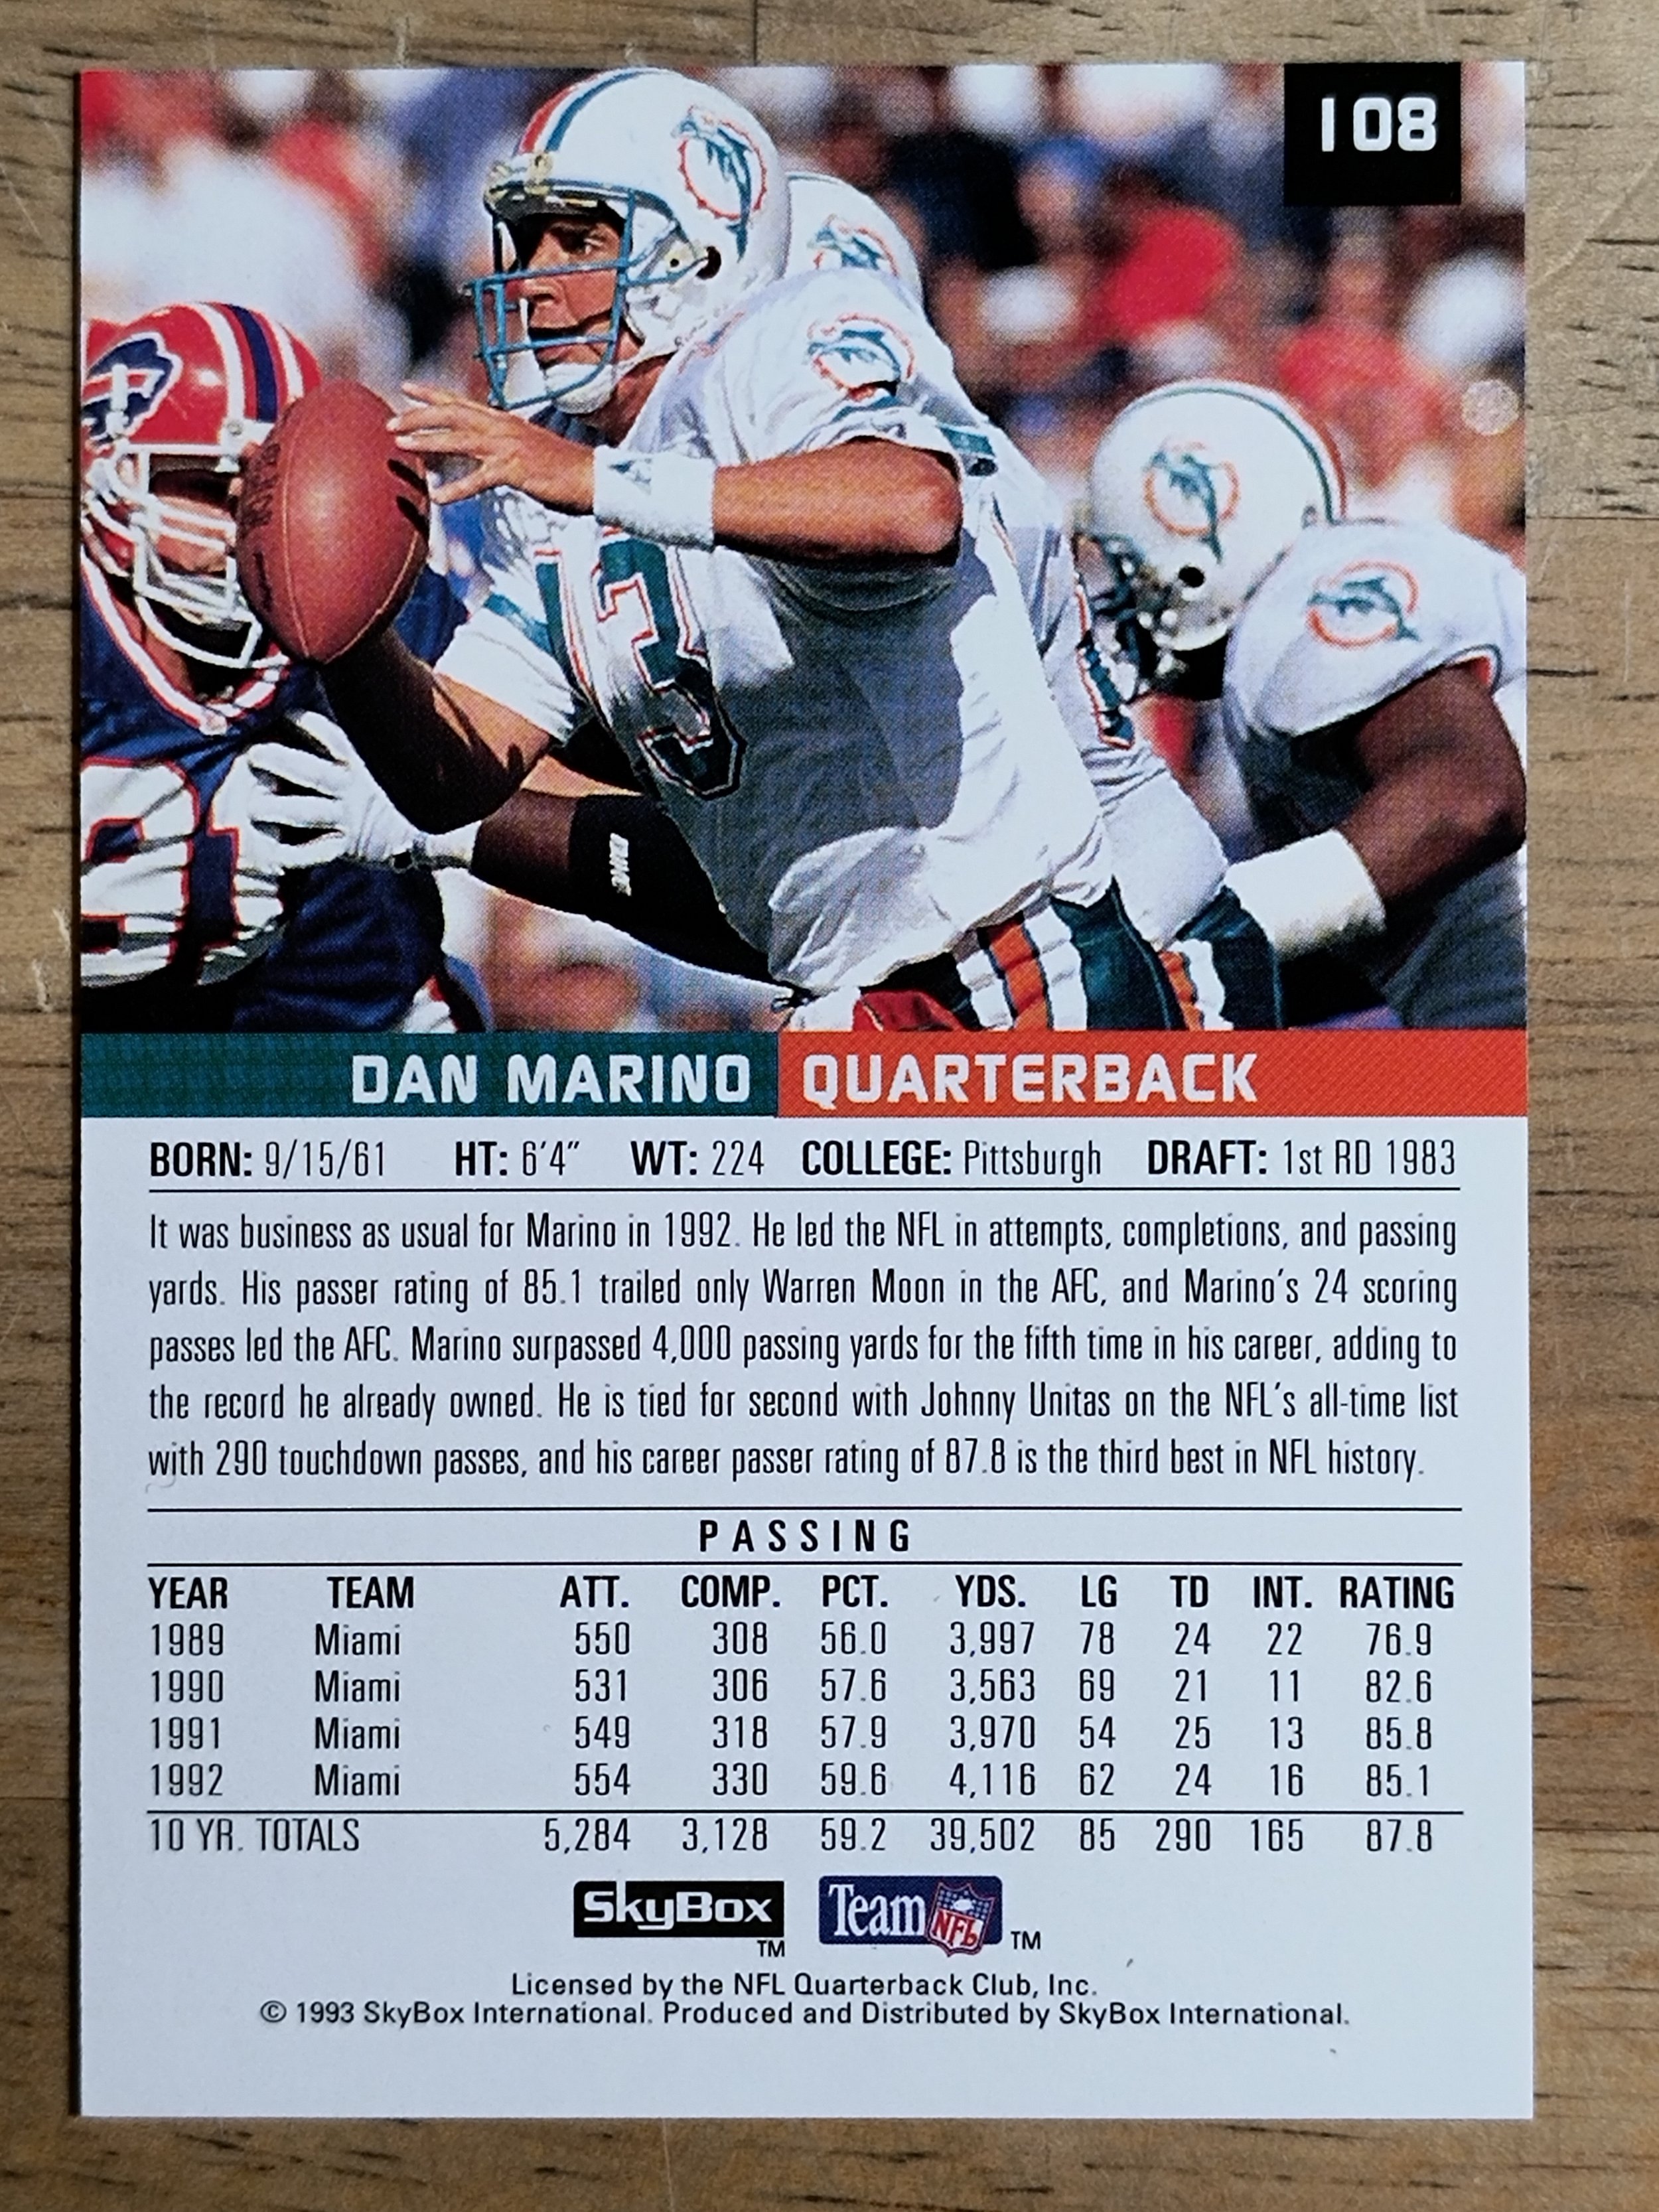 108
3
91
DAN MARINO QUARTERBACK
BORN: 9/15/61 HT: 6'4" WT: 224 COLLEGE: Pittsburgh DRAFT: 1st RD 1983
It was business as usual for Marino in 1992. He led the NFL in attempts, completions, and passing
yards. His passer rating of 85.1 trailed only Warren Moon in the AFC, and Marino's 24 scoring
passes led the AFC. Marino surpassed 4,000 passing yards for the fifth time in his career, adding to
the record he already owned. He is tied for second with Johnny Unitas on the NFL's all-time list
with 290 touchdown passes, and his career passer rating of 87.8 is the third best in NFL history.
PASSING
YEAR TEAM ATT. COMP. PCT. YDS. LG TD INT. RATING
1989 Miami 550 308 56.0 3,997 78 24 22 76.9
1990 Miami 531 306 57.6 3,563 69 21 11 82.6
1991 Miami 549 318 57.9 3,970 54 25 13 85.8
1992 Miami 554 330 59.6 4,116 62 24 16 85.1
10 YR. TOTALS 5,284 3,128 59.2 39,502 85 290 165 87.8
SkyBox TM Team NFL TM
Licensed by the NFL Quarterback Club, Inc.
© 1993 SkyBox International. Produced and Distributed by SkyBox International.